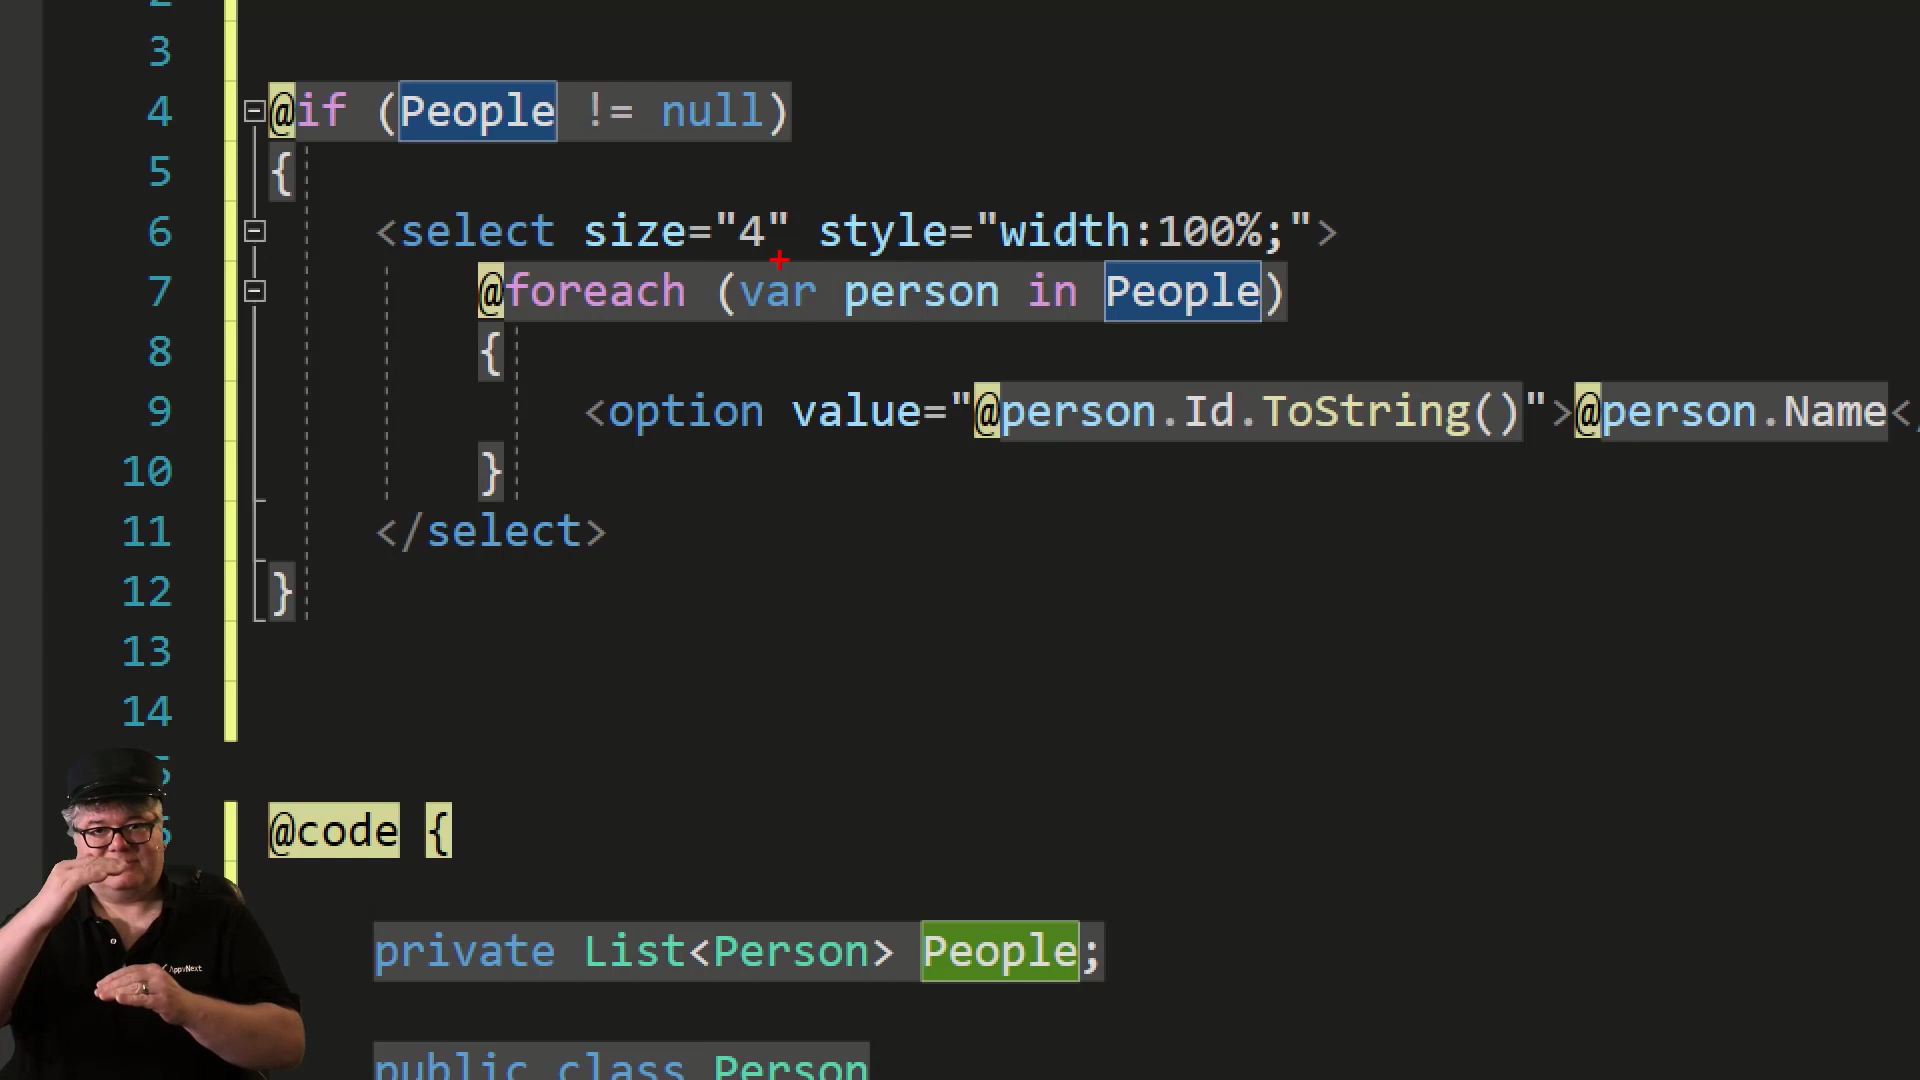 3
4 @if (People != null)
5 {
6 <select size="4" style="width:100%;">
7 @foreach (var person in People)
8 {
9 <option value="@person.Id.ToString()">@person.Name<
10 }
11 </select>
12 }
13
14
@code {
private List<Person> People;
public class Person
AppvNext